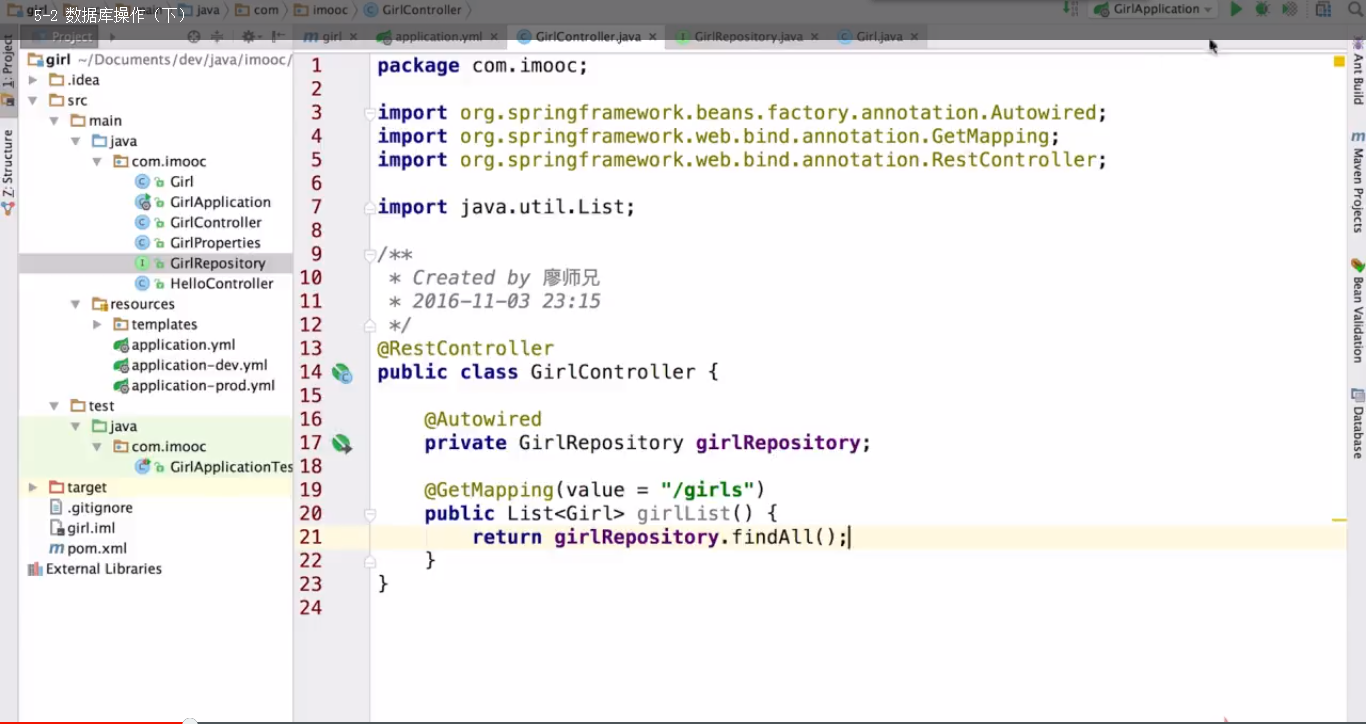 5-2 数据库操作（下）
java
com
imooc
GirlController
GirlApplication
Project
girl
application.yml
GirlController.java
GirlRepository.java
Girl.java
1: Project
Z: Structure
girl ~/Documents/dev/java/imooc/
.idea
src
main
java
com.imooc
Girl
GirlApplication
GirlController
GirlProperties
GirlRepository
HelloController
resources
templates
application.yml
application-dev.yml
application-prod.yml
test
java
com.imooc
GirlApplicationTes
target
.gitignore
girl.iml
pom.xml
External Libraries
1 package com.imooc;
2
3 import org.springframework.beans.factory.annotation.Autowired;
4 import org.springframework.web.bind.annotation.GetMapping;
5 import org.springframework.web.bind.annotation.RestController;
6
7 import java.util.List;
8
9 /**
10 * Created by 廖师兄
11 * 2016-11-03 23:15
12 */
13 @RestController
14 public class GirlController {
15
16 @Autowired
17 private GirlRepository girlRepository;
18
19 @GetMapping(value = "/girls")
20 public List<Girl> girlList() {
21 return girlRepository.findAll();
22 }
23 }
24
Ant Build
Maven Projects
Bean Validation
Database